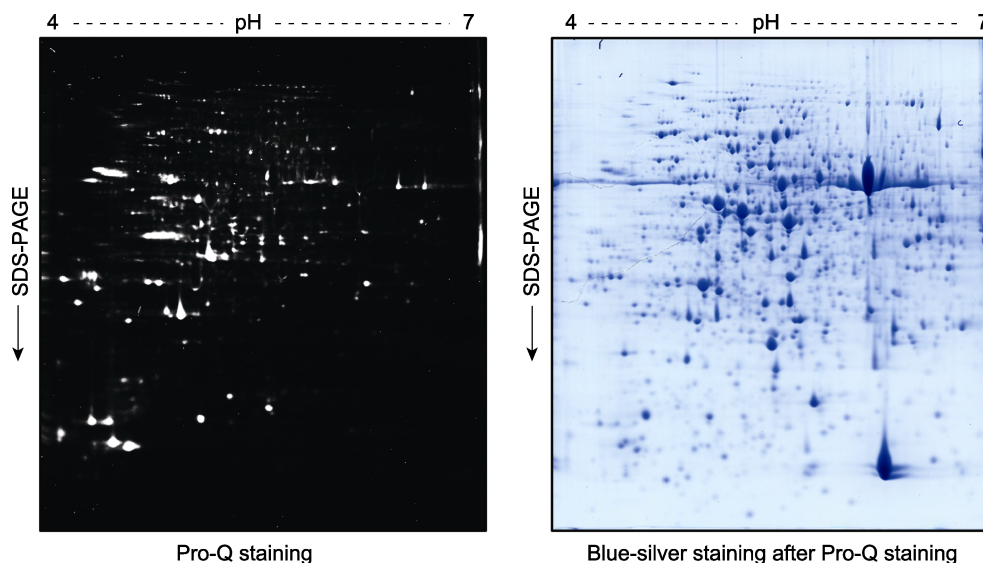 4 ---------- pH ---------- 7
4 ---------- pH ---------- 7
SDS-PAGE
SDS-PAGE
Pro-Q staining
Blue-silver staining after Pro-Q staining